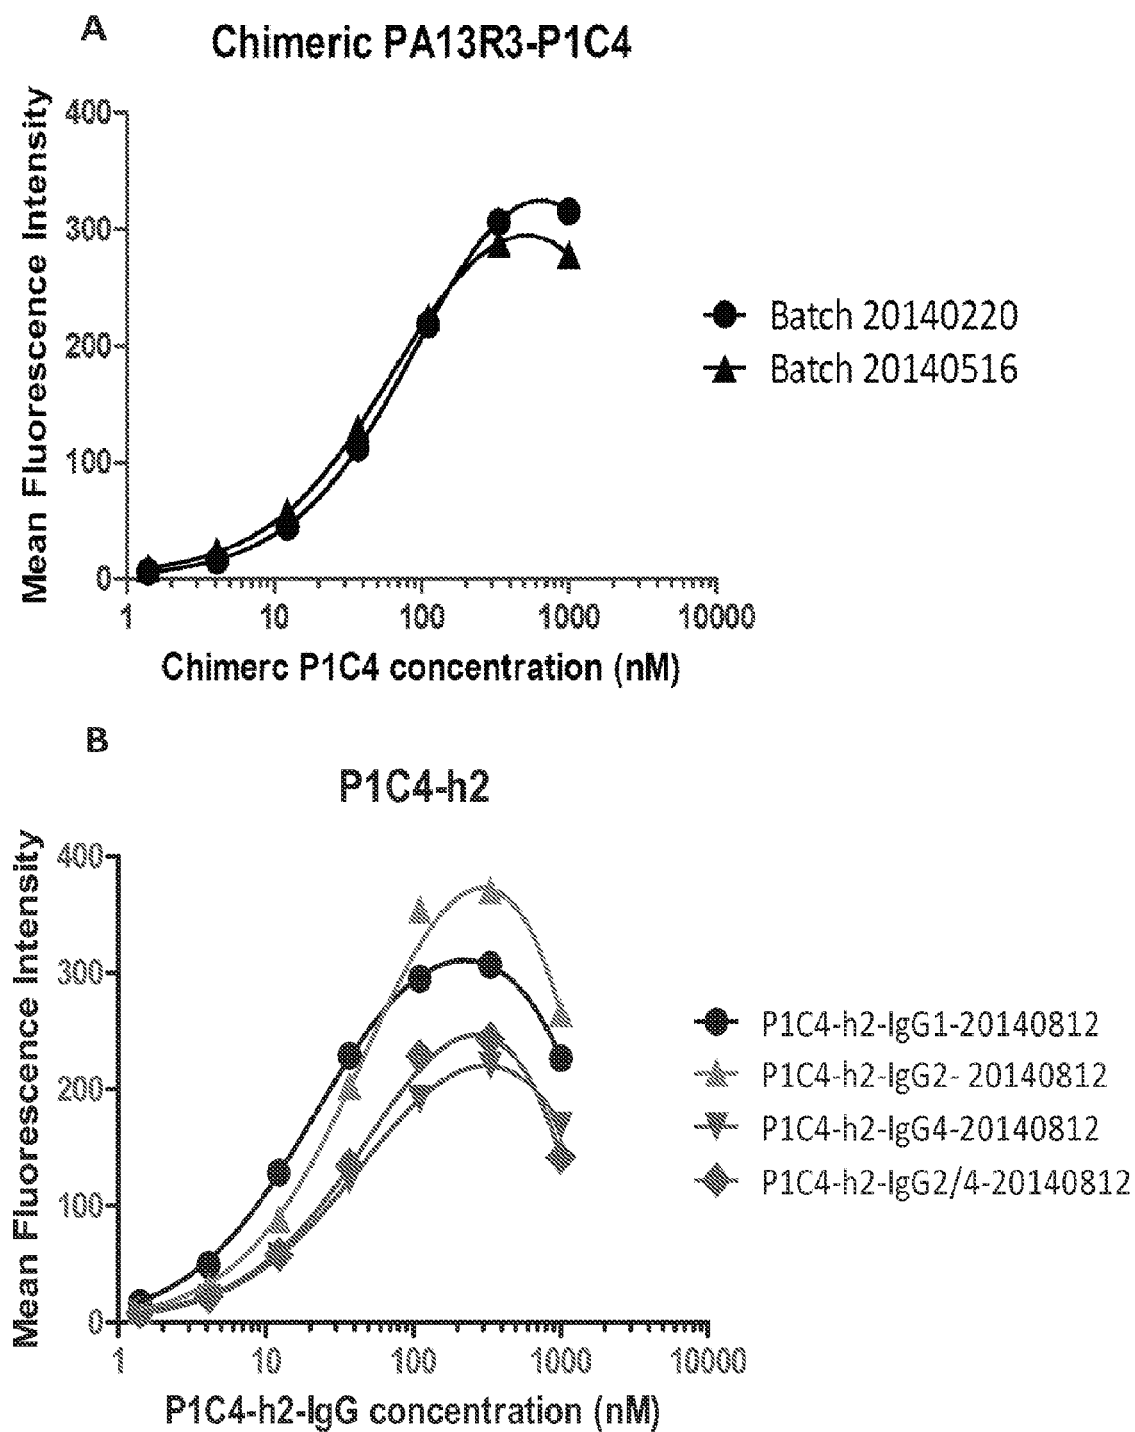 A
Chimeric PA13R3-P1C4
Mean Fluorescence Intensity
400
300
200
100
0
1
10
100
1000
10000
Chimerc P1C4 concentration (nM)
Batch 20140220
Batch 20140516
B
P1C4-h2
Mean Fluorescence Intensity
400
300
200
100
0
1
10
100
1000
10000
P1C4-h2-IgG concentration (nM)
P1C4-h2-IgG1-20140812
P1C4-h2-IgG2- 20140812
P1C4-h2-IgG4-20140812
P1C4-h2-IgG2/4-20140812